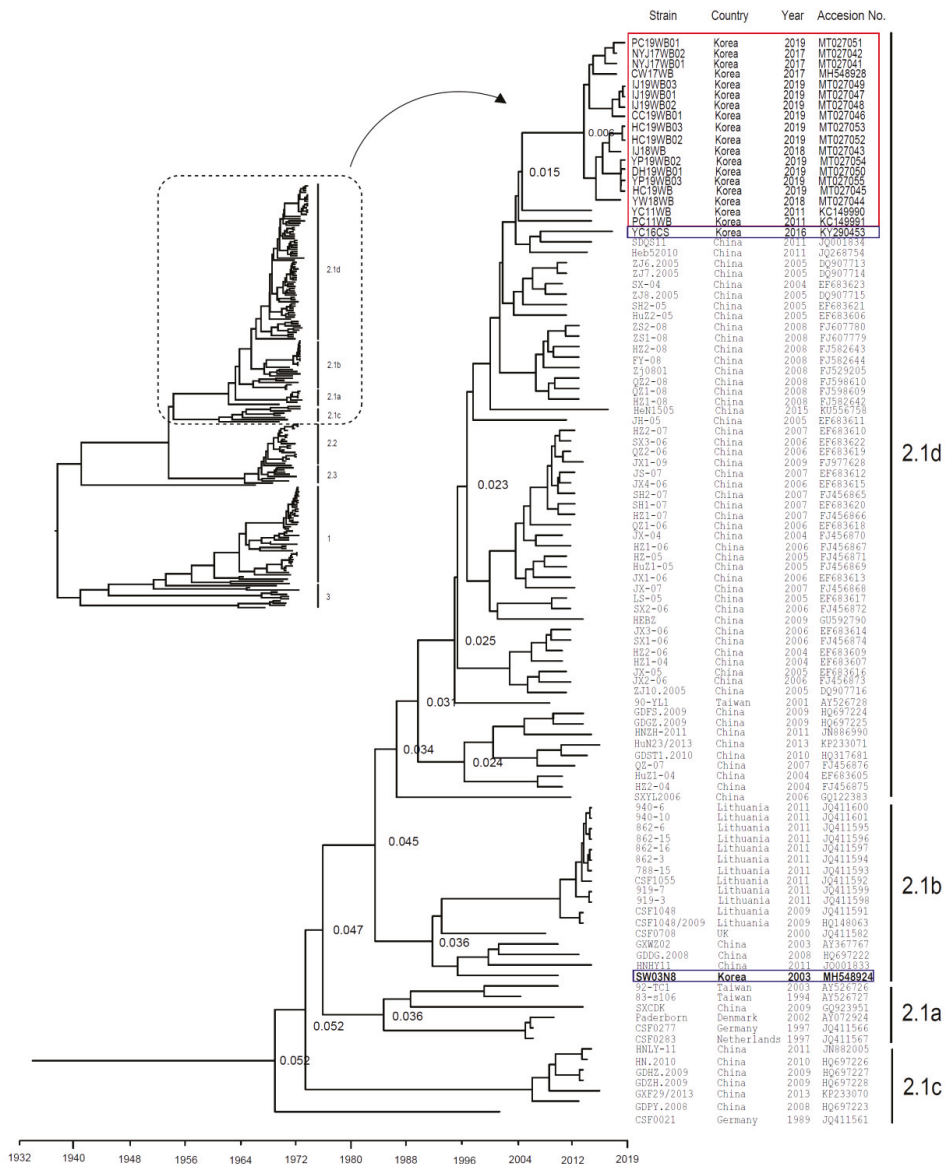 Strain Country Year Accesion No.
PC19WB01 Korea 2019 MT027051
NYJ17WB02 Korea 2017 MT027042
NYJ17WB01 Korea 2017 MT027041
CW17WB Korea 2017 MH548928
IJ19WB03 Korea 2019 MT027049
IJ19WB01 Korea 2019 MT027047
IJ19WB02 Korea 2019 MT027048
CC19WB01 Korea 2019 MT027046
HC19WB03 Korea 2019 MT027053
HC19WB02 Korea 2019 MT027052
IJ18WB Korea 2018 MT027043
YP19WB02 Korea 2019 MT027054
DH19WB01 Korea 2019 MT027050
YP19WB03 Korea 2019 MT027055
HC19WB Korea 2019 MT027045
YW18WB Korea 2018 MT027044
YC11WB Korea 2011 KC149990
PC11WB Korea 2011 KC149991
YC16CS Korea 2016 KY290453
SDQS11 China 2011 JQ001834
Heb52010 China 2011 JQ268754
ZJ6.2005 China 2005 DQ907713
ZJ7.2005 China 2005 DQ907714
SX-04 China 2004 EF683623
ZJ8.2005 China 2005 DQ907715
SH2-05 China 2005 EF683621
HuZ2-05 China 2005 EF683606
ZS2-08 China 2008 FJ607780
ZS1-08 China 2008 FJ607779
HZ2-08 China 2008 FJ582643
FY-08 China 2008 FJ582644
Zj0801 China 2008 FJ529205
QZ2-08 China 2008 FJ598610
QZ1-08 China 2008 FJ598609
HZ1-08 China 2008 FJ582642
HeN1505 China 2015 KU556758
JH-05 China 2005 EF683611
HZ2-07 China 2007 EF683610
SX3-06 China 2006 EF683622
QZ2-06 China 2006 EF683619
JX1-09 China 2009 FJ977628
JS-07 China 2007 EF683612
JX4-06 China 2006 EF683615
SH2-07 China 2007 FJ456865
SH1-07 China 2007 EF683620
HZ1-07 China 2007 FJ456866
QZ1-06 China 2006 EF683618
JX-04 China 2004 FJ456870
HZ1-06 China 2006 FJ456867
HZ-05 China 2005 FJ456871
HuZ1-05 China 2005 FJ456869
JX1-06 China 2006 EF683613
JX-07 China 2007 FJ456868
LS-05 China 2005 EF683617
SX2-06 China 2006 FJ456872
HEBZ China 2009 GU592790
JX3-06 China 2006 EF683614
SX1-06 China 2006 FJ456874
HZ2-06 China 2004 EF683609
HZ1-04 China 2004 EF683607
JX-05 China 2005 EF683616
JX2-06 China 2006 FJ456873
ZJ10.2005 China 2005 DQ907716
90-YL1 Taiwan 2001 AY526728
GDFS.2009 China 2009 HQ697224
GDGZ.2009 China 2009 HQ697225
HNZH-2011 China 2011 JN886990
HuN23/2013 China 2013 KP233071
GDST1.2010 China 2010 HQ317681
QZ-07 China 2007 FJ456876
HuZ1-04 China 2004 EF683605
HZ2-04 China 2004 FJ456875
SXYL2006 China 2006 GQ122383
940-6 Lithuania 2011 JQ411600
940-10 Lithuania 2011 JQ411601
862-6 Lithuania 2011 JQ411595
862-15 Lithuania 2011 JQ411596
862-16 Lithuania 2011 JQ411597
862-3 Lithuania 2011 JQ411594
788-15 Lithuania 2011 JQ411593
CSF1055 Lithuania 2011 JQ411592
919-7 Lithuania 2011 JQ411599
919-3 Lithuania 2011 JQ411598
CSF1048 Lithuania 2009 JQ411591
CSF1048/2009 Lithuania 2009 HQ148063
CSF0708 UK 2000 JQ411582
GXWZ02 China 2003 AY367767
GDDG.2008 China 2008 HQ697222
HNHY11 China 2011 JQ001833
SW03N8 Korea 2003 MH548924
92-TC1 Taiwan 2003 AY526726
83-s106 Taiwan 1994 AY526727
SXCDK China 2009 GQ923951
Paderborn Denmark 2002 AY072924
CSF0277 Germany 1997 JQ411566
CSF0283 Netherlands 1997 JQ411567
HNLY-11 China 2011 JN882005
HN.2010 China 2010 HQ697226
GDHZ.2009 China 2009 HQ697227
GDZH.2009 China 2009 HQ697228
GXF29/2013 China 2013 KP233070
GDPY.2008 China 2008 HQ697223
CSF0021 Germany 1989 JQ411561
2.1d
2.1b
2.1a
2.1c
0.006
0.015
0.023
0.025
0.031
0.034
0.024
0.045
0.047
0.036
0.036
0.052
0.052
2.1d
2.1b
2.1a
2.1c
2.2
2.3
1
3
1932 1940 1948 1956 1964 1972 1980 1988 1996 2004 2012 2019